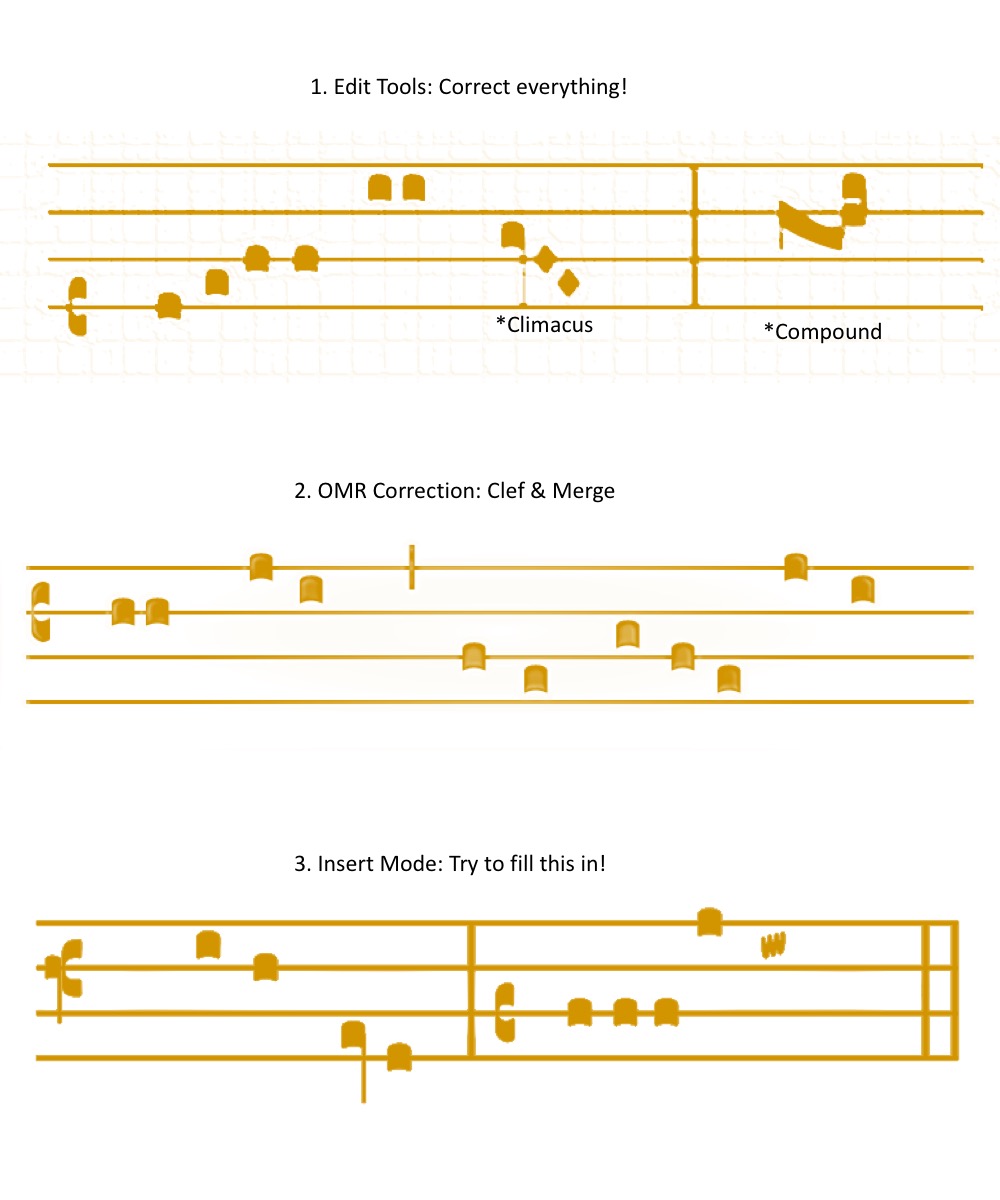 1. Edit Tools: Correct everything!
*Climacus
*Compound
2. OMR Correction: Clef & Merge
3. Insert Mode: Try to fill this in!